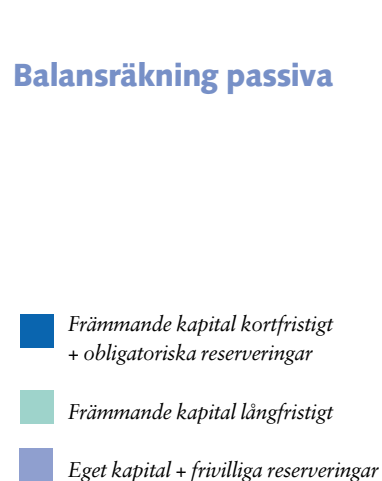 Balansräkning passiva
Främmande kapital kortfristigt
+ obligatoriska reserveringar
Främmande kapital långfristigt
Eget kapital + frivilliga reserveringar